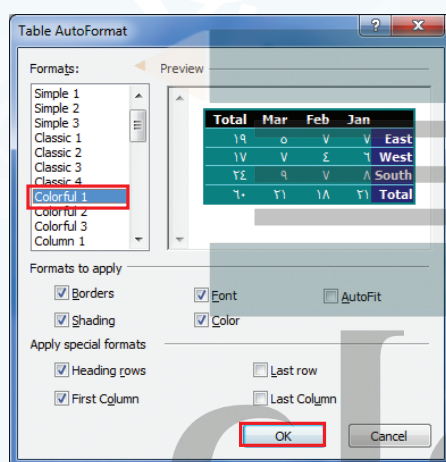 Table AutoFormat
Formats:
Simple 1
Simple 2
Simple 3
Classic 1
Classic 2
Classic 3
Classic 4
Colorful 1
Colorful 2
Colorful 3
Column 1
Preview
Total Mar Feb Jan
١٩ ٥ ٧ ٧ East
١٧ ٧ ٤ ٦ West
٢٤ ٩ ٧ ٨ South
٦٠ ٢١ ١٨ ٢١ Total
Formats to apply
Borders Font AutoFit
Shading Color
Apply special formats
Heading rows Last row
First Column Last Column
OK Cancel